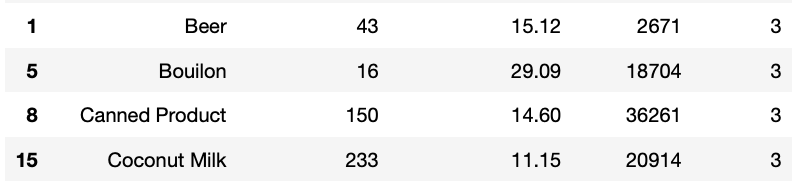 1 Beer 43 15.12 2671 3
5 Bouilon 16 29.09 18704 3
8 Canned Product 150 14.60 36261 3
15 Coconut Milk 233 11.15 20914 3